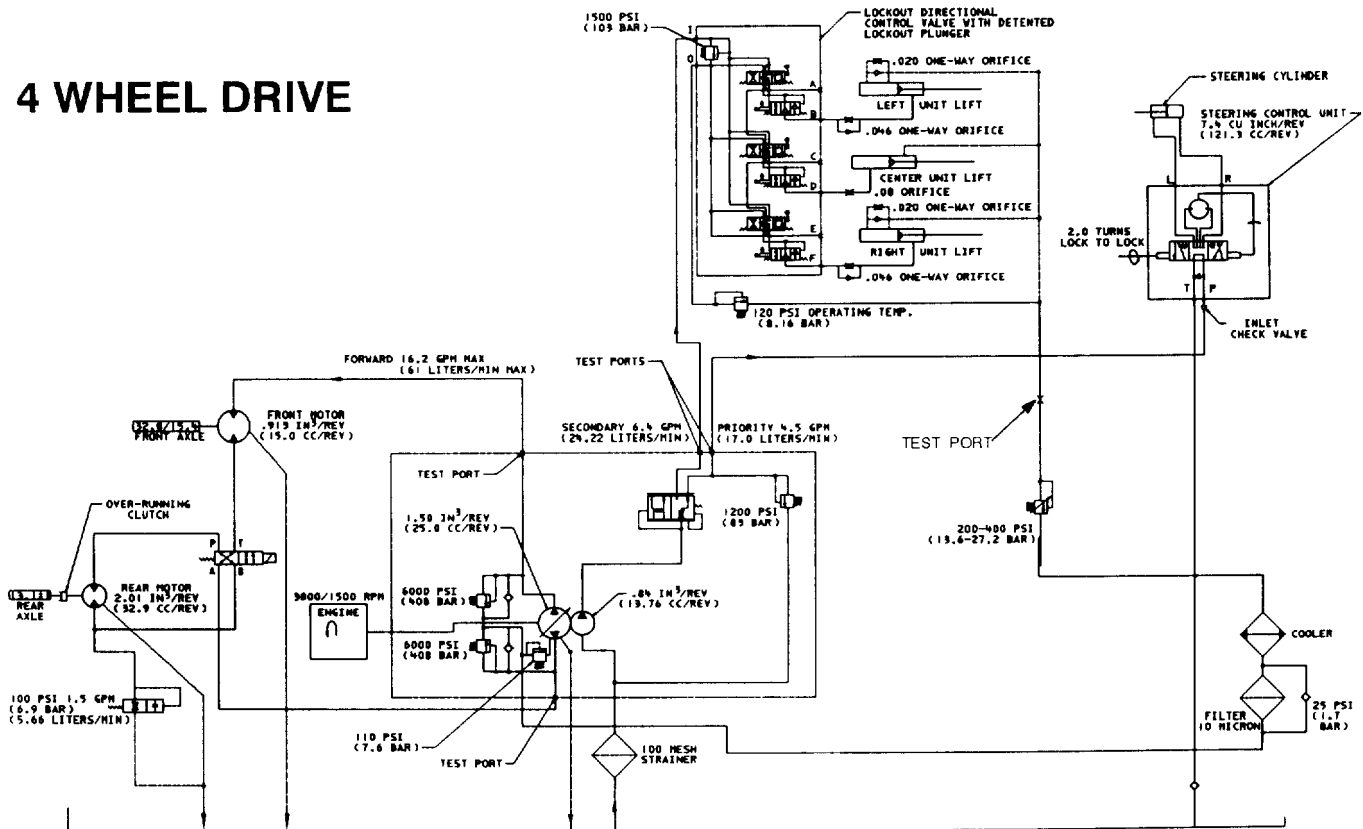 4 WHEEL DRIVE
1500 PSI
(103 BAR)
I
O
LOCKOUT DIRECTIONAL
CONTROL VALVE WITH DETENTED
LOCKOUT PLUNGER
A
B
C
D
E
F
.020 ONE-WAY ORIFICE
LEFT UNIT LIFT
.046 ONE-WAY ORIFICE
CENTER UNIT LIFT
.08 ORIFICE
.020 ONE-WAY ORIFICE
RIGHT UNIT LIFT
.046 ONE-WAY ORIFICE
120 PSI OPERATING TEMP.
(8.16 BAR)
STEERING CYLINDER
STEERING CONTROL UNIT
7.4 CU INCH/REV
(121.3 CC/REV)
L
R
2.0 TURNS
LOCK TO LOCK
T P
INLET
CHECK VALVE
FORWARD 16.2 GPM MAX
(61 LITERS/MIN MAX)
TEST PORTS
FRONT MOTOR
.915 IN³/REV
(15.0 CC/REV)
FRONT AXLE
SECONDARY 6.4 GPM
(24.22 LITERS/MIN)
PRIORITY 4.5 GPM
(17.0 LITERS/MIN)
TEST PORT
TEST PORT
OVER-RUNNING
CLUTCH
P T
A B
1.50 IN³/REV
(25.0 CC/REV)
1200 PSI
(83 BAR)
200-400 PSI
(13.6-27.2 BAR)
REAR MOTOR
2.01 IN³/REV
(32.9 CC/REV)
REAR
AXLE
ENGINE
6000 PSI
(408 BAR)
.84 IN³/REV
(13.76 CC/REV)
6000 PSI
(408 BAR)
COOLER
100 PSI 1.5 GPM
(6.9 BAR)
(5.66 LITERS/MIN)
110 PSI
(7.6 BAR)
TEST PORT
100 MESH
STRAINER
FILTER
10 MICRON
25 PSI
(1.7
BAR)